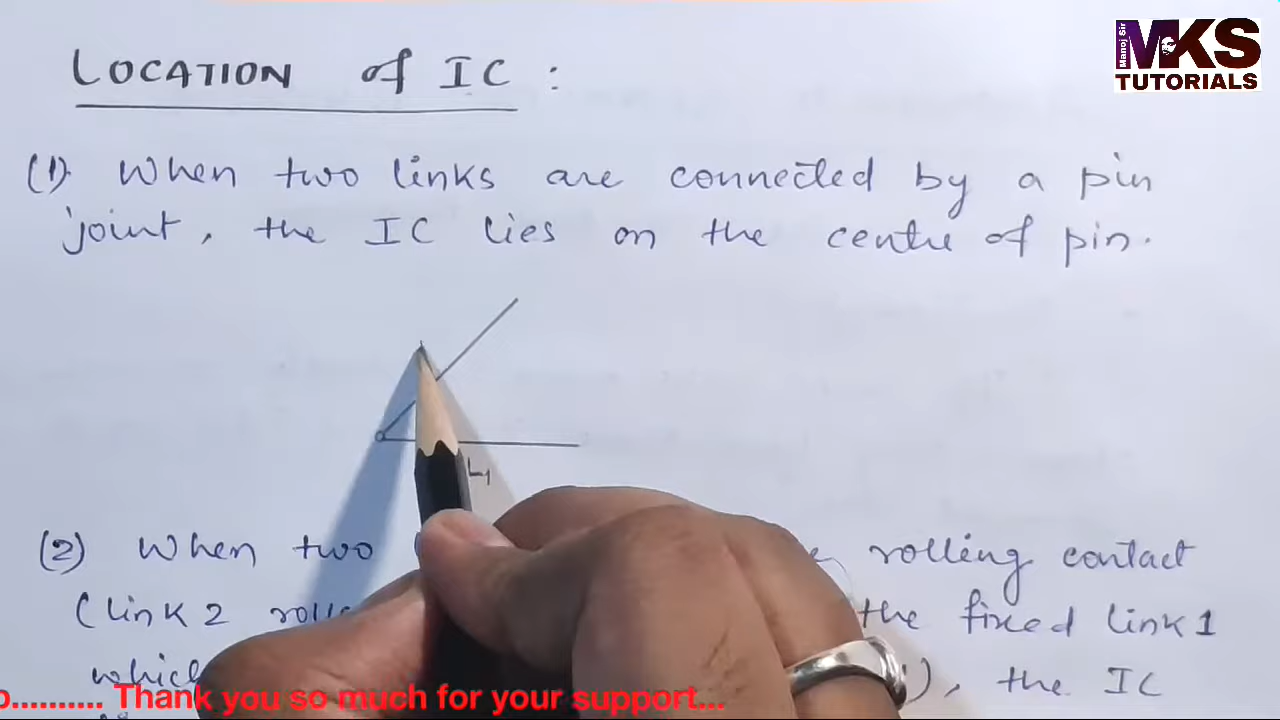 LOCATION of IC :
Manoj Sir
MKS
TUTORIALS
(1). When two links are connected by a pin
joint, the IC lies on the centre of pin.
L1
(2) When two rolling contact
(link 2 the fixed link 1
), the IC
.......... Thank you so much for your support...